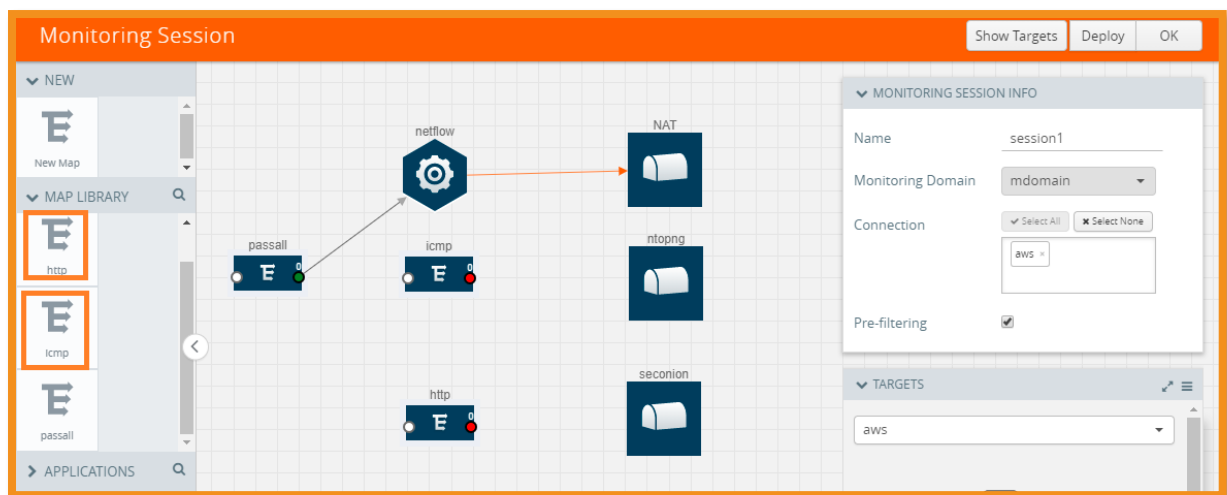 Monitoring Session
Show Targets Deploy OK
NEW
New Map
MAP LIBRARY
http
Icmp
passall
APPLICATIONS
netflow
NAT
passall
0
icmp
0
ntopng
http
0
seconion
MONITORING SESSION INFO
Name session1
Monitoring Domain mdomain
Connection Select All Select None
aws ×
Pre-filtering
TARGETS
aws